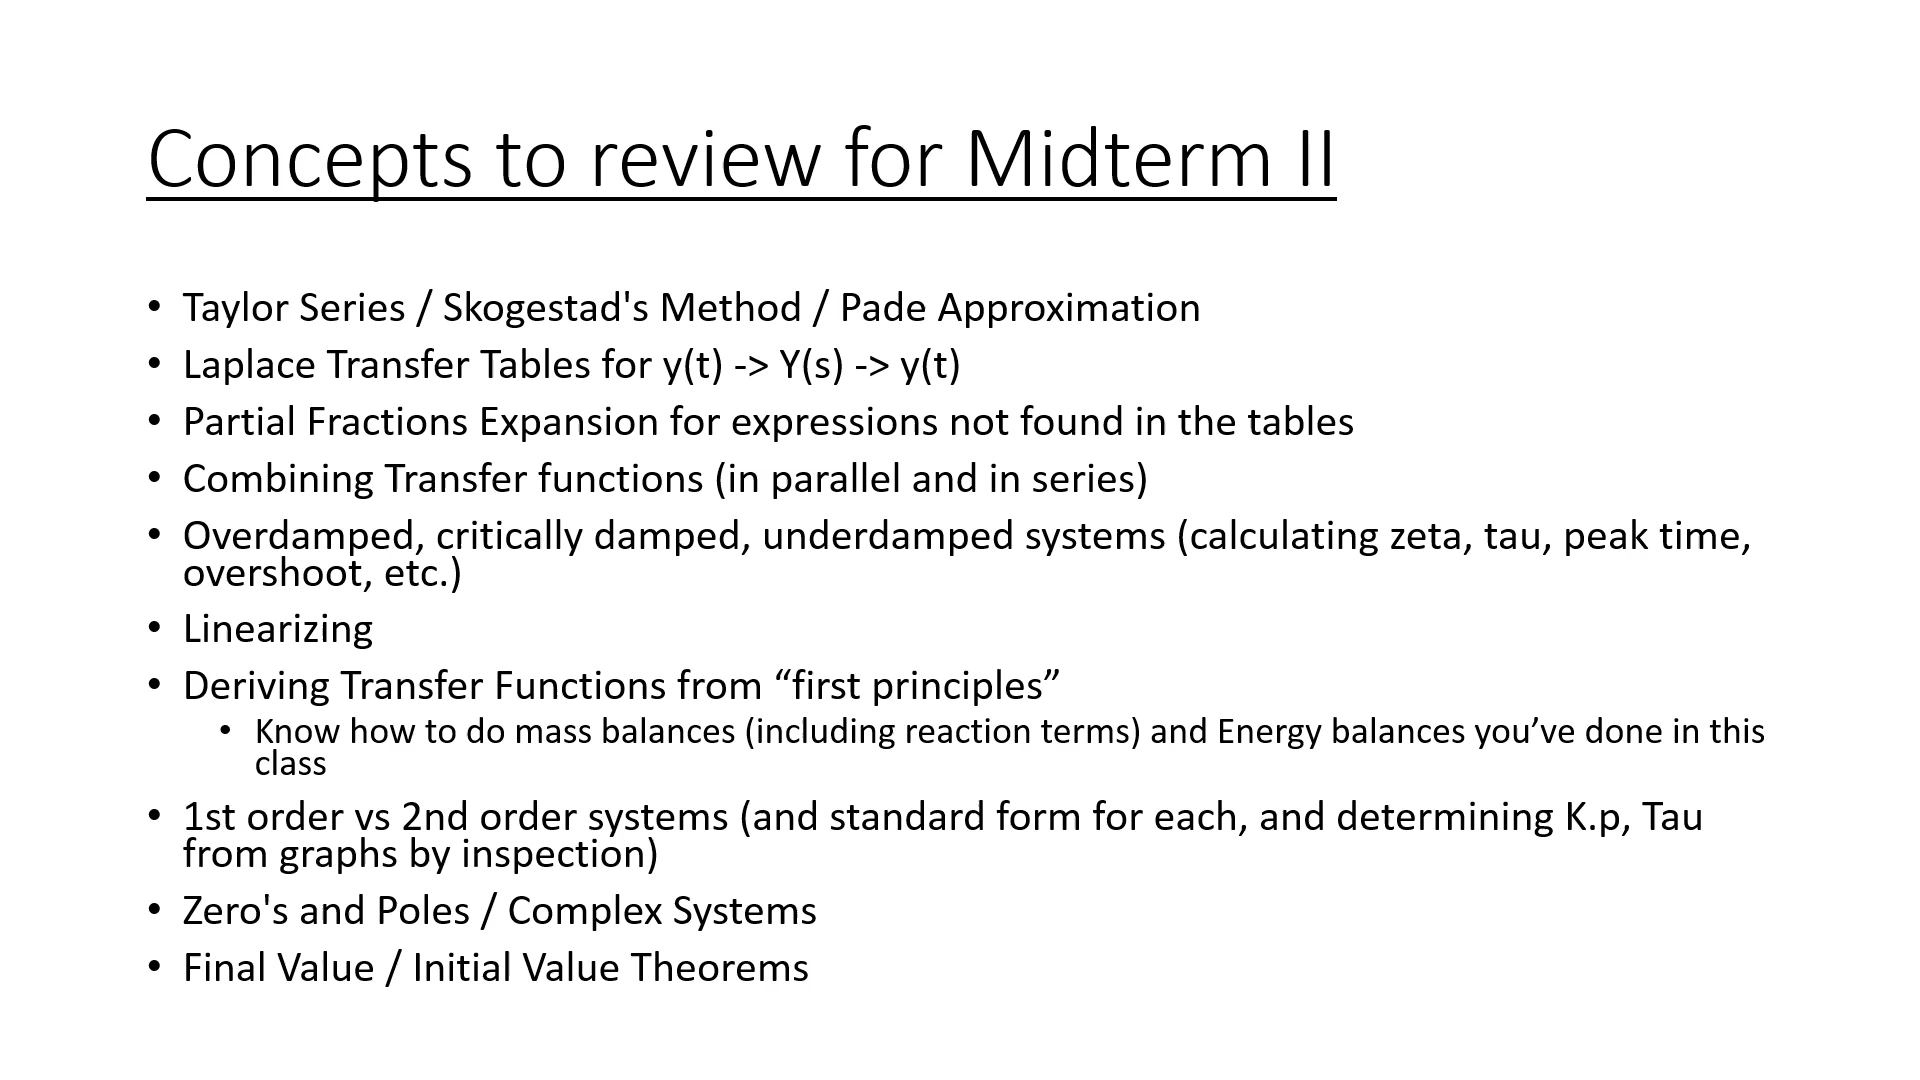 Concepts to review for Midterm II
• Taylor Series / Skogestad's Method / Pade Approximation
• Laplace Transfer Tables for y(t) -> Y(s) -> y(t)
• Partial Fractions Expansion for expressions not found in the tables
• Combining Transfer functions (in parallel and in series)
• Overdamped, critically damped, underdamped systems (calculating zeta, tau, peak time,
overshoot, etc.)
• Linearizing
• Deriving Transfer Functions from “first principles”
• Know how to do mass balances (including reaction terms) and Energy balances you’ve done in this
class
• 1st order vs 2nd order systems (and standard form for each, and determining K.p, Tau
from graphs by inspection)
• Zero's and Poles / Complex Systems
• Final Value / Initial Value Theorems